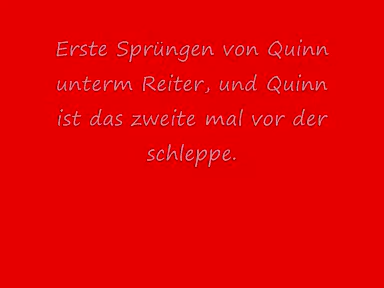 Erste Sprüngen von Quinn
unterm Reiter, und Quinn
ist das zweite mal vor der
schleppe.